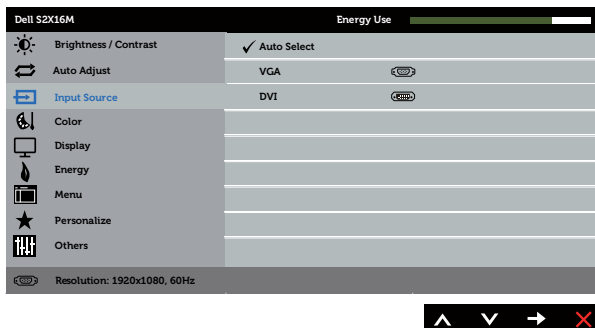 Dell S2X16M Energy Use
Brightness / Contrast
Auto Adjust
Input Source
Color
Display
Energy
Menu
Personalize
Others
Auto Select
VGA
DVI
Resolution: 1920x1080, 60Hz